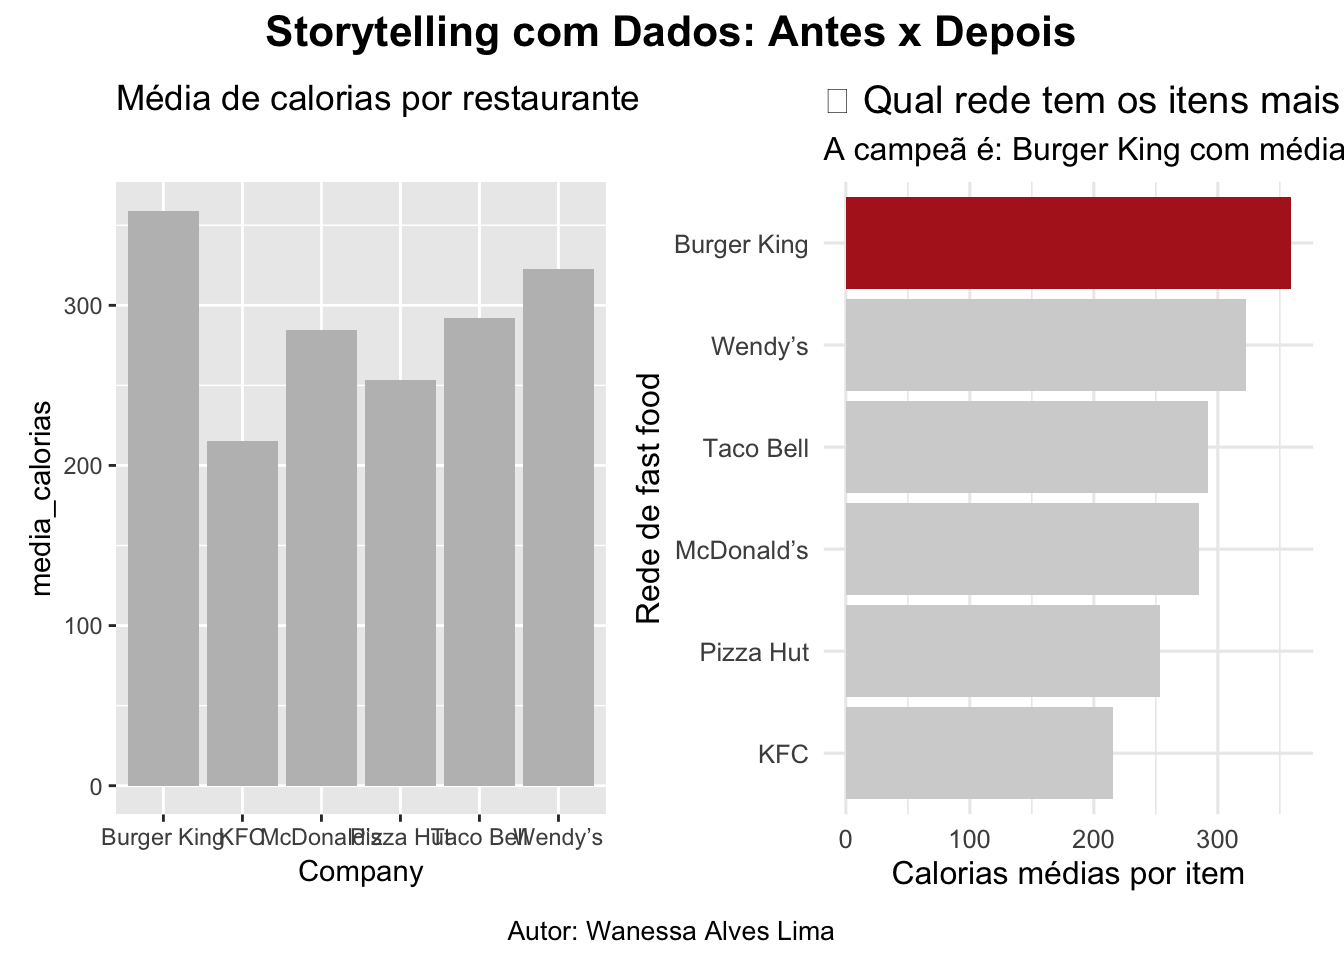 Storytelling com Dados: Antes x Depois
Média de calorias por restaurante
media_calorias
300
200
100
0
Burger King
KFC
McDonald’s
Pizza Hut
Taco Bell
Wendy’s
Company
Qual rede tem os itens mais
A campeã é: Burger King com média
Rede de fast food
Burger King
Wendy’s
Taco Bell
McDonald’s
Pizza Hut
KFC
0 100 200 300
Calorias médias por item
Autor: Wanessa Alves Lima